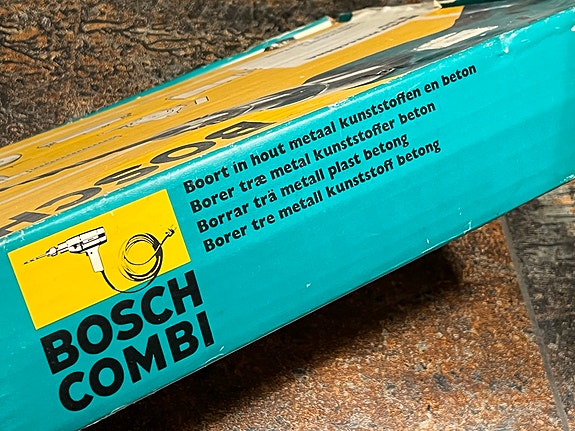 BOSCH
Boort in hout metaal kunststoffen en beton
Borer træ metal kunststoffer beton
Borrar trä metall plast betong
Borer tre metall kunststoff betong
BOSCH
COMBI